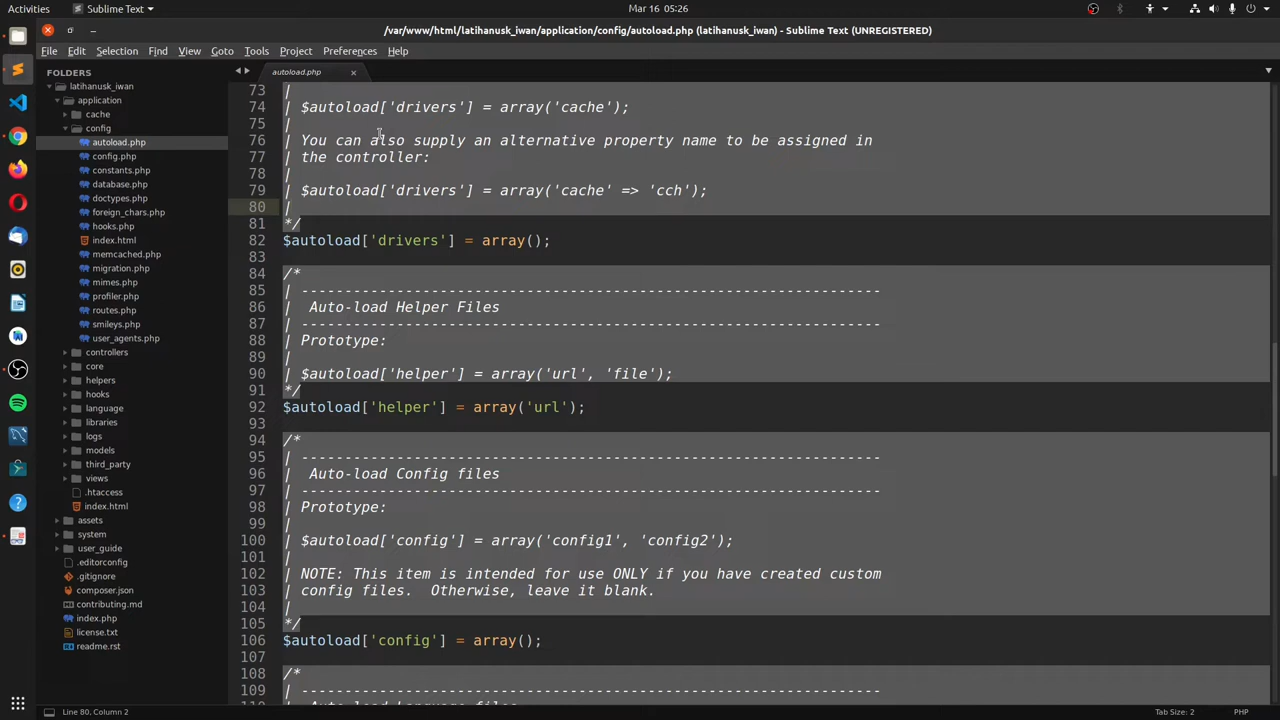 Activities
Sublime Text
Mar 16 05:26
/var/www/html/latihanusk_iwan/application/config/autoload.php (latihanusk_iwan) - Sublime Text (UNREGISTERED)
File Edit Selection Find View Goto Tools Project Preferences Help
FOLDERS
latihanusk_iwan
application
cache
config
autoload.php
config.php
constants.php
database.php
doctypes.php
foreign_chars.php
hooks.php
index.html
memcached.php
migration.php
mimes.php
profiler.php
routes.php
smileys.php
user_agents.php
controllers
core
helpers
hooks
language
libraries
logs
models
third_party
views
.htaccess
index.html
assets
system
user_guide
.editorconfig
.gitignore
composer.json
contributing.md
index.php
license.txt
readme.rst
autoload.php
73 |
74 | $autoload['drivers'] = array('cache');
75 |
76 | You can also supply an alternative property name to be assigned in
77 | the controller:
78 |
79 | $autoload['drivers'] = array('cache' => 'cch');
80 |
81 */
82 $autoload['drivers'] = array();
83
84 /*
85 | -------------------------------------------------------------------
86 |  Auto-load Helper Files
87 | -------------------------------------------------------------------
88 | Prototype:
89 |
90 | $autoload['helper'] = array('url', 'file');
91 */
92 $autoload['helper'] = array('url');
93
94 /*
95 | -------------------------------------------------------------------
96 |  Auto-load Config files
97 | -------------------------------------------------------------------
98 | Prototype:
99 |
100 | $autoload['config'] = array('config1', 'config2');
101 |
102 | NOTE: This item is intended for use ONLY if you have created custom
103 | config files.  Otherwise, leave it blank.
104 |
105 */
106 $autoload['config'] = array();
107
108 /*
109 | -------------------------------------------------------------------
Line 80, Column 2
Tab Size: 2
PHP